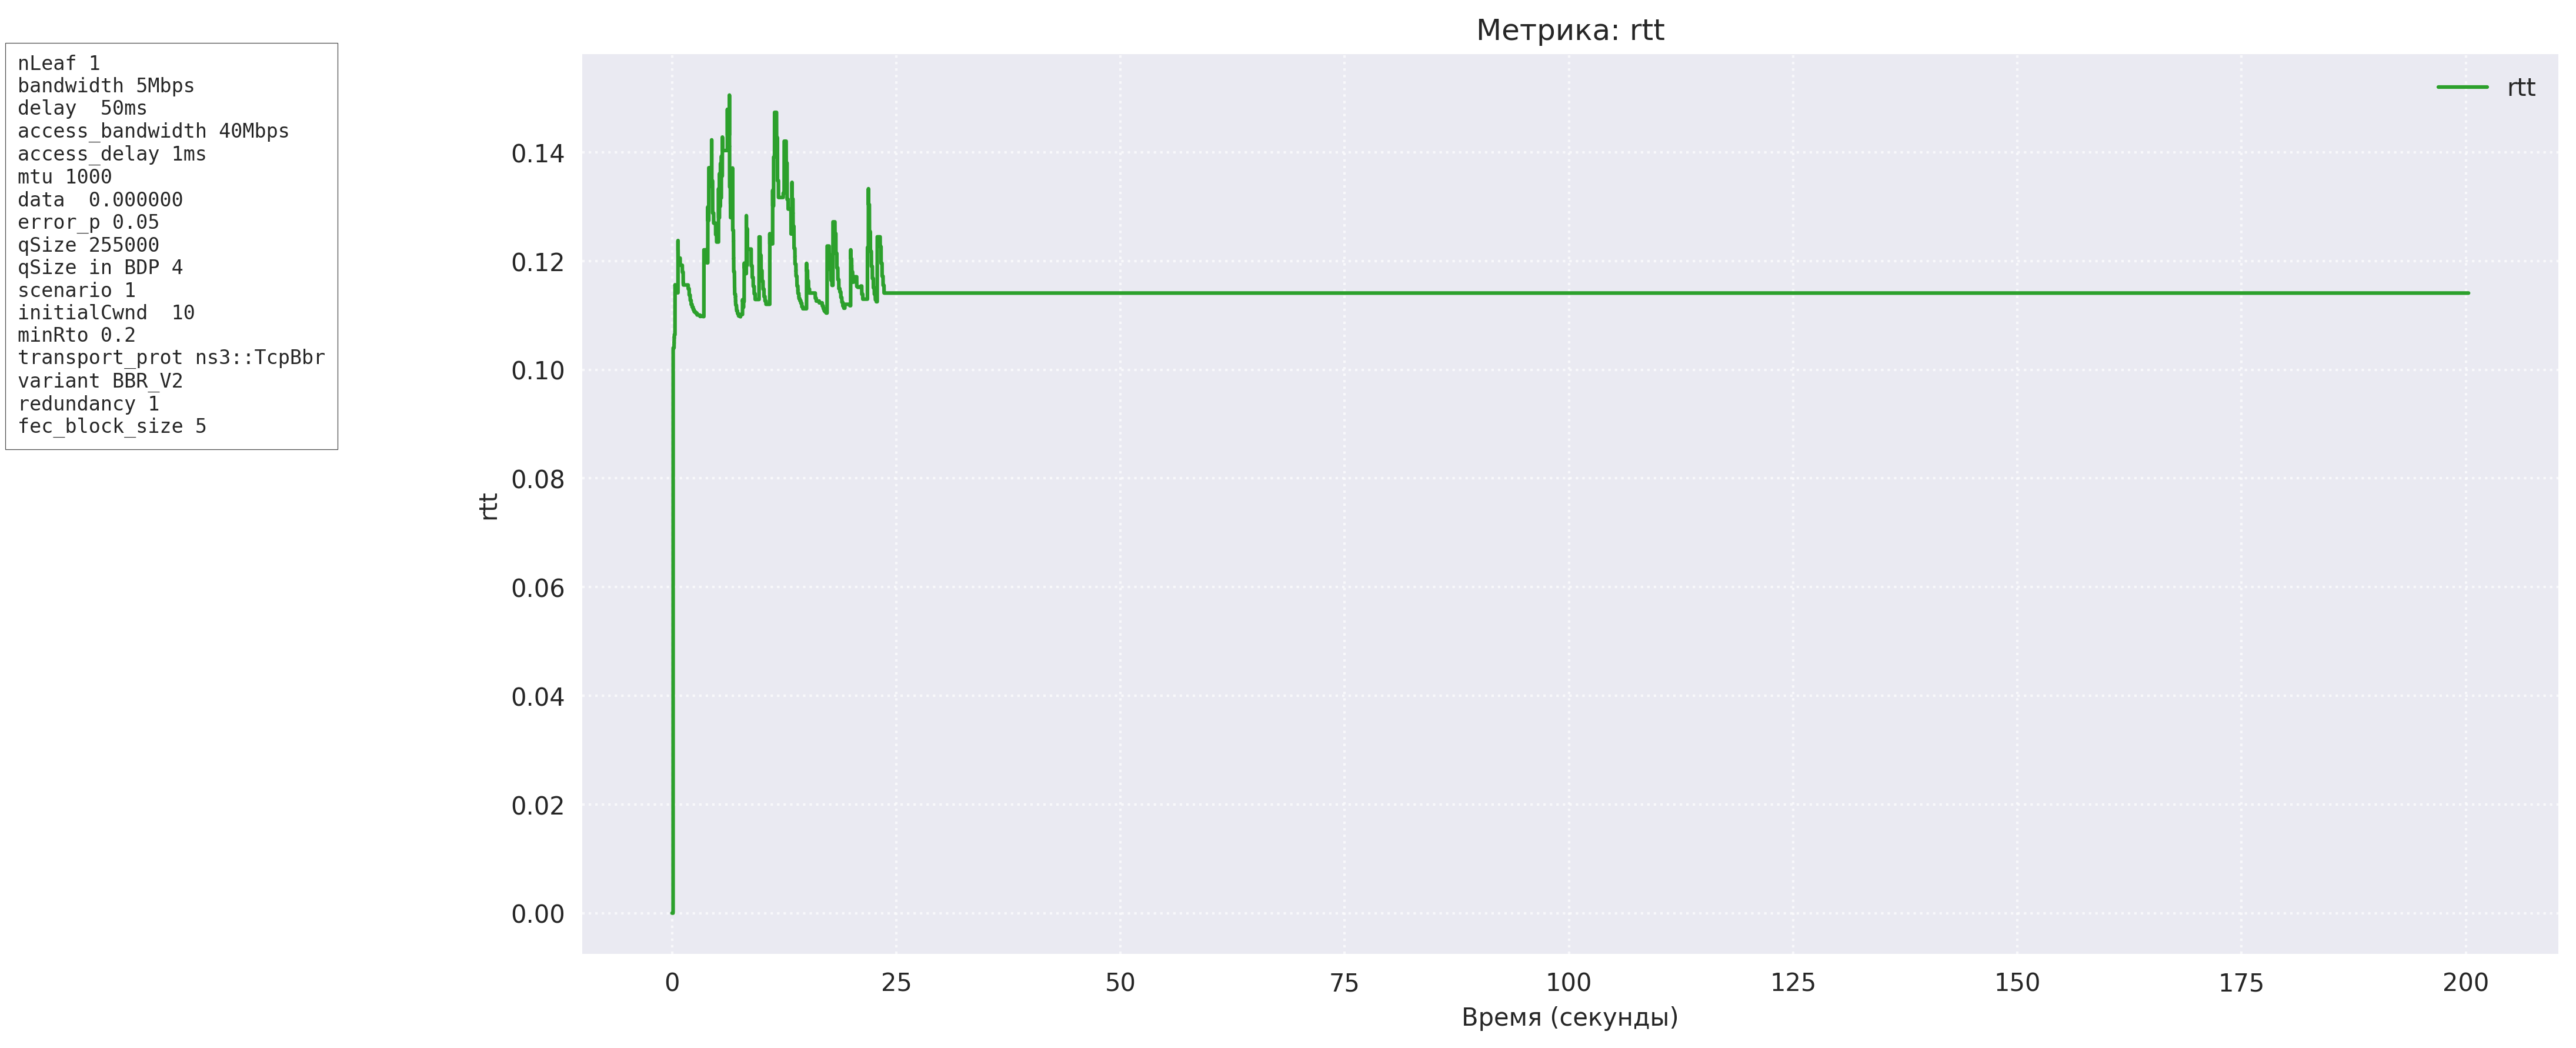 Метрика: rtt
nLeaf 1
bandwidth 5Mbps
delay  50ms
access_bandwidth 40Mbps
access_delay 1ms
mtu 1000
data  0.000000
error_p 0.05
qSize 255000
qSize in BDP 4
scenario 1
initialCwnd  10
minRto 0.2
transport_prot ns3::TcpBbr
variant BBR_V2
redundancy 1
fec_block_size 5
rtt
0.14
0.12
0.10
0.08
0.06
0.04
0.02
0.00
rtt
0 25 50 75 100 125 150 175 200
Время (секунды)